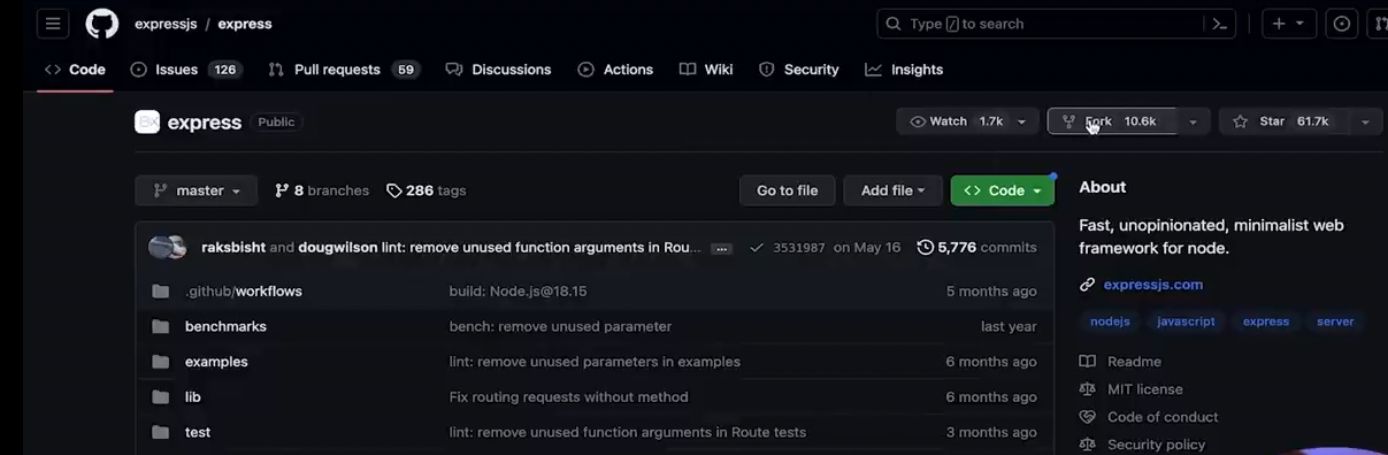 expressjs / express
Type / to search
Code Issues 126 Pull requests 59 Discussions Actions Wiki Security Insights
express Public Watch 1.7k Fork 10.6k Star 61.7k
master 8 branches 286 tags Go to file Add file Code
raksbisht and dougwilson lint: remove unused function arguments in Rou... ... 3531987 on May 16 5,776 commits
.github/workflows build: Node.js@18.15 5 months ago
benchmarks bench: remove unused parameter last year
examples lint: remove unused parameters in examples 6 months ago
lib Fix routing requests without method 6 months ago
test lint: remove unused function arguments in Route tests 3 months ago
About
Fast, unopinionated, minimalist web
framework for node.
expressjs.com
nodejs javascript express server
Readme
MIT license
Code of conduct
Security policy